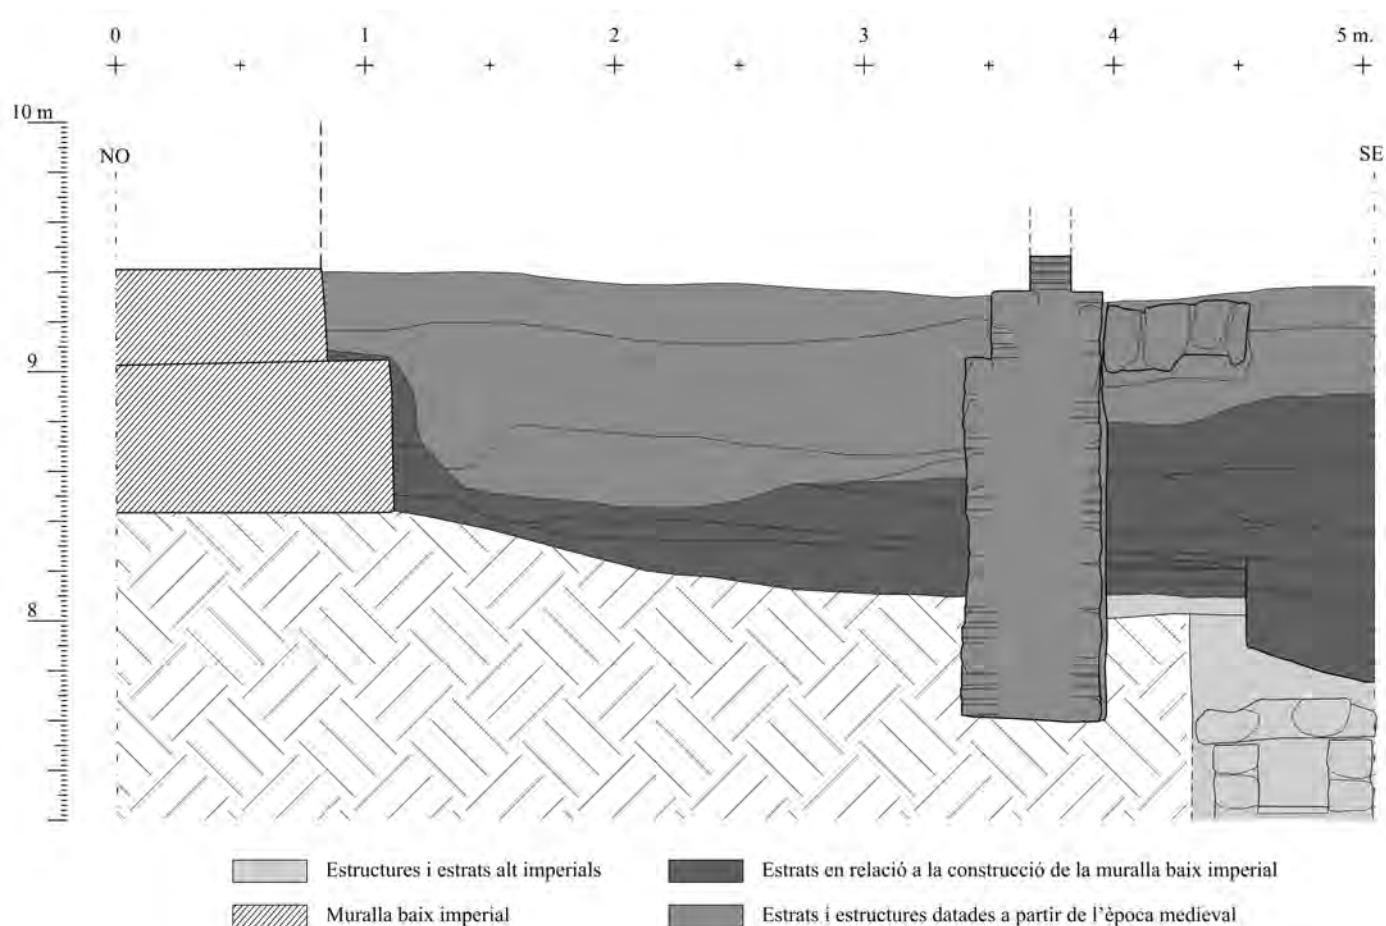 0 1 2 3 4 5 m.
10 m
NO SE
9
8
Estructures i estrats alt imperials
Estrats en relació a la construcció de la muralla baix imperial
Muralla baix imperial
Estrats i estructures datades a partir de l'època medieval